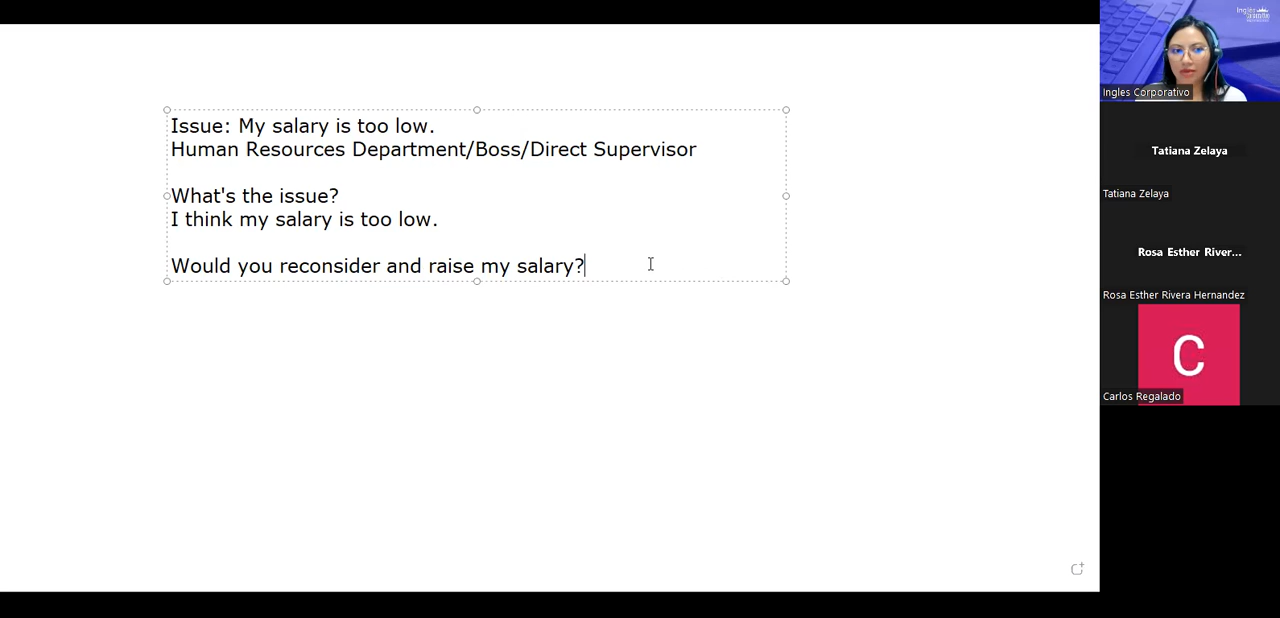 Issue: My salary is too low.
Human Resources Department/Boss/Direct Supervisor
What's the issue?
I think my salary is too low.
Would you reconsider and raise my salary?
Ingles Corporativo
Tatiana Zelaya
Tatiana Zelaya
Rosa Esther River...
Rosa Esther Rivera Hernandez
C
Carlos Regalado